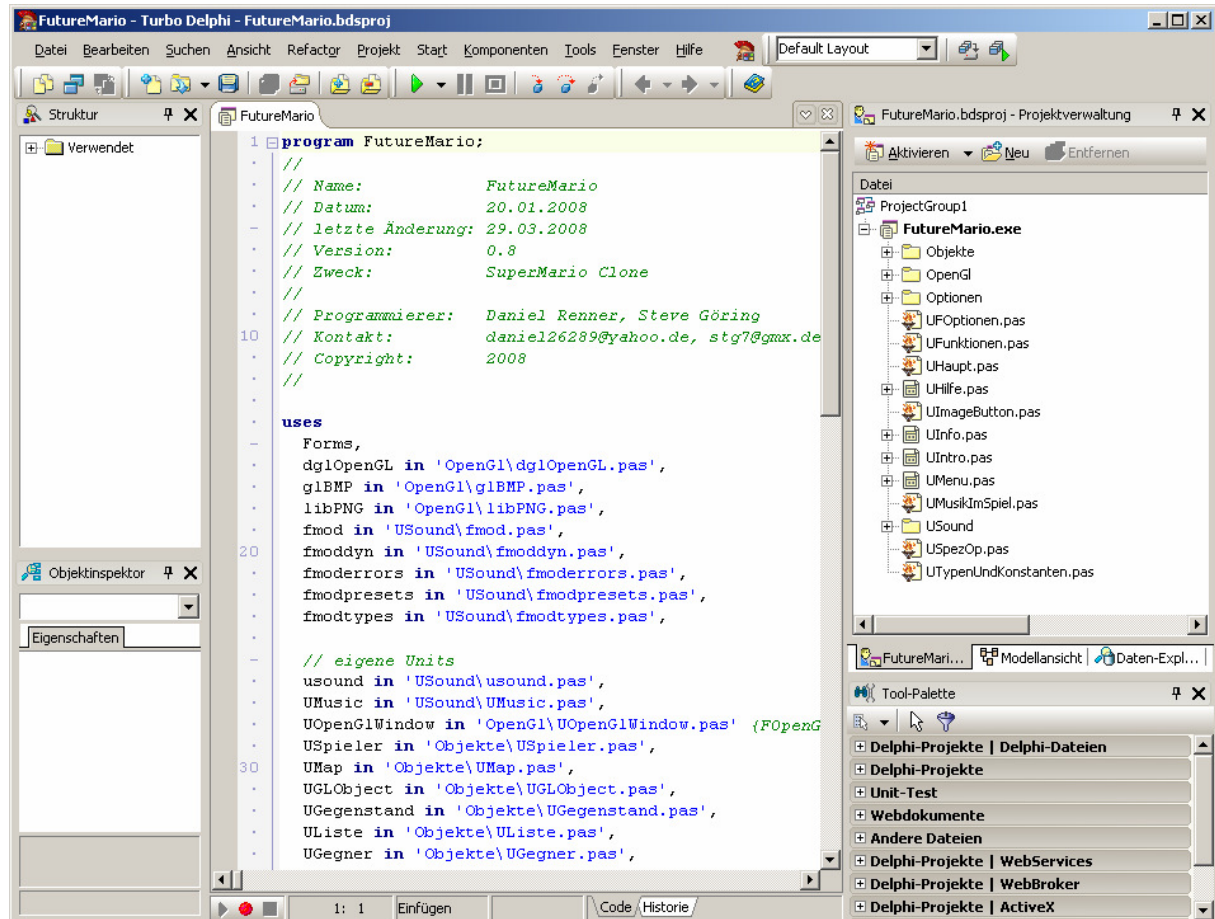 FutureMario - Turbo Delphi - FutureMario.bdsproj
Datei Bearbeiten Suchen Ansicht Refactor Projekt Start Komponenten Tools Fenster Hilfe Default Layout
Struktur
Verwendet
FutureMario
1 program FutureMario;
//
// Name: FutureMario
// Datum: 20.01.2008
// letzte Änderung: 29.03.2008
// Version: 0.8
// Zweck: SuperMario Clone
//
// Programmierer: Daniel Renner, Steve Göring
10 // Kontakt: daniel26289@yahoo.de, stg7@gmx.de
// Copyright: 2008
//
uses
Forms,
dglOpenGL in 'OpenGl\dglOpenGL.pas',
glBMP in 'OpenGl\glBMP.pas',
libPNG in 'OpenGl\libPNG.pas',
fmod in 'USound\fmod.pas',
20 fmoddyn in 'USound\fmoddyn.pas',
fmoderrors in 'USound\fmoderrors.pas',
fmodpresets in 'USound\fmodpresets.pas',
fmodtypes in 'USound\fmodtypes.pas',
// eigene Units
usound in 'USound\usound.pas',
UMusic in 'USound\UMusic.pas',
UOpenGlWindow in 'OpenGl\UOpenGlWindow.pas' {FOpenG
USpieler in 'Objekte\USpieler.pas',
30 UMap in 'Objekte\UMap.pas',
UGLObject in 'Objekte\UGLObject.pas',
UGegenstand in 'Objekte\UGegenstand.pas',
UListe in 'Objekte\UListe.pas',
UGegner in 'Objekte\UGegner.pas',
1: 1 Einfügen Code Historie
Objektinspektor
Eigenschaften
FutureMario.bdsproj - Projektverwaltung
Aktivieren Neu Entfernen
Datei
ProjectGroup1
FutureMario.exe
Objekte
OpenGl
Optionen
UFOptionen.pas
UFunktionen.pas
UHaupt.pas
UHilfe.pas
UImageButton.pas
UInfo.pas
UIntro.pas
UMenu.pas
UMusikImSpiel.pas
USound
USpezOp.pas
UTypenUndKonstanten.pas
FutureMari... Modellansicht Daten-Expl...
Tool-Palette
Delphi-Projekte | Delphi-Dateien
Delphi-Projekte
Unit-Test
Webdokumente
Andere Dateien
Delphi-Projekte | WebServices
Delphi-Projekte | WebBroker
Delphi-Projekte | ActiveX